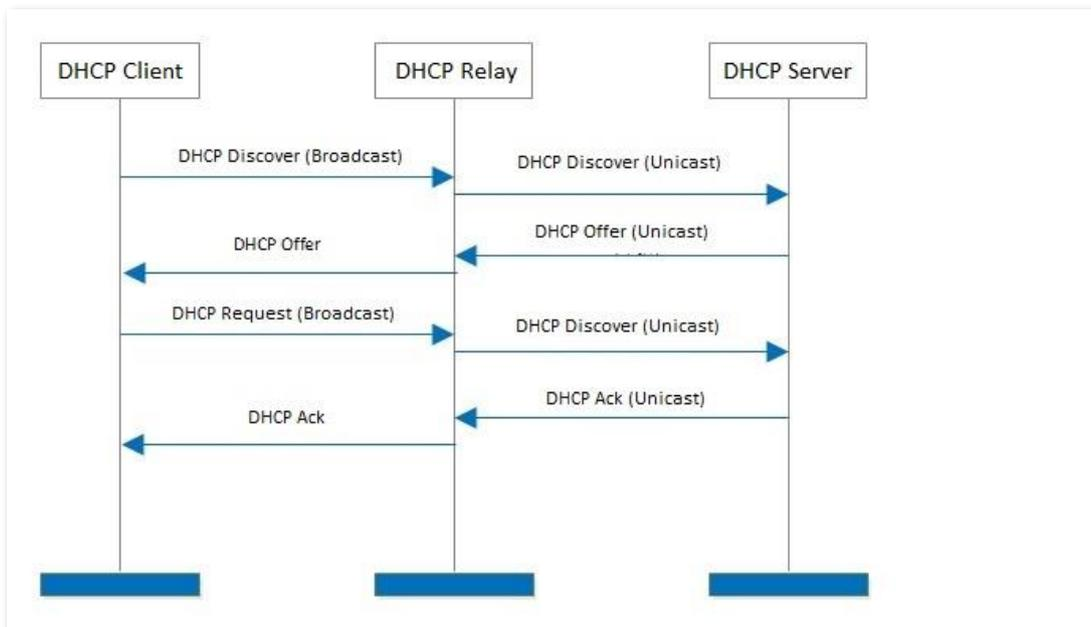 DHCP Client
DHCP Relay
DHCP Server
DHCP Discover (Broadcast)
DHCP Discover (Unicast)
DHCP Offer (Unicast)
DHCP Offer
DHCP Request (Broadcast)
DHCP Discover (Unicast)
DHCP Ack (Unicast)
DHCP Ack